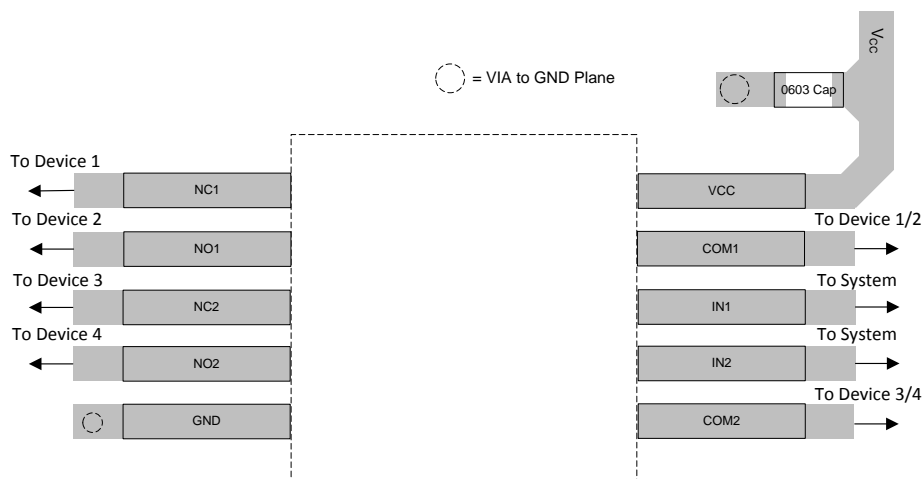 Vcc
= VIA to GND Plane
0603 Cap
To Device 1
NC1
VCC
To Device 2
To Device 1/2
NO1
COM1
To Device 3
To System
NC2
IN1
To Device 4
To System
NO2
IN2
To Device 3/4
GND
COM2